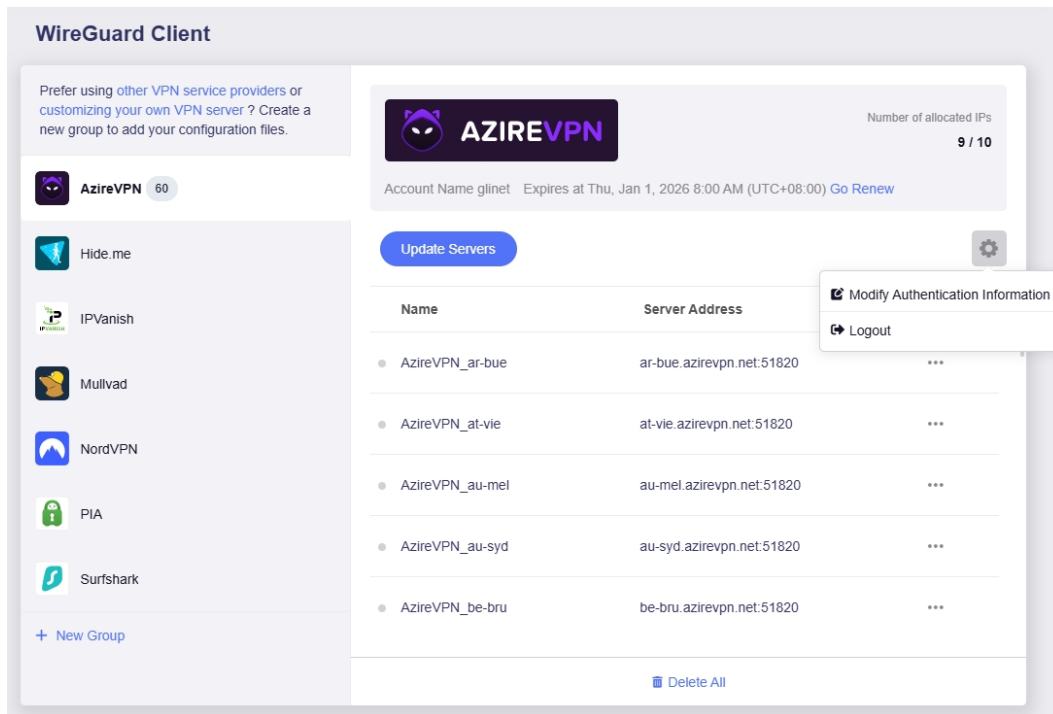 WireGuard Client
Prefer using other VPN service providers or
customizing your own VPN server ? Create a
new group to add your configuration files.
AzireVPN 60
Hide.me
IPVANISH
IPVanish
Mullvad
NordVPN
PIA
Surfshark
+ New Group
AZIREVPN
Number of allocated IPs
9 / 10
Account Name glinet Expires at Thu, Jan 1, 2026 8:00 AM (UTC+08:00) Go Renew
Update Servers
Modify Authentication Information
Logout
Name Server Address
AzireVPN_ar-bue ar-bue.azirevpn.net:51820
AzireVPN_at-vie at-vie.azirevpn.net:51820
AzireVPN_au-mel au-mel.azirevpn.net:51820
AzireVPN_au-syd au-syd.azirevpn.net:51820
AzireVPN_be-bru be-bru.azirevpn.net:51820
Delete All